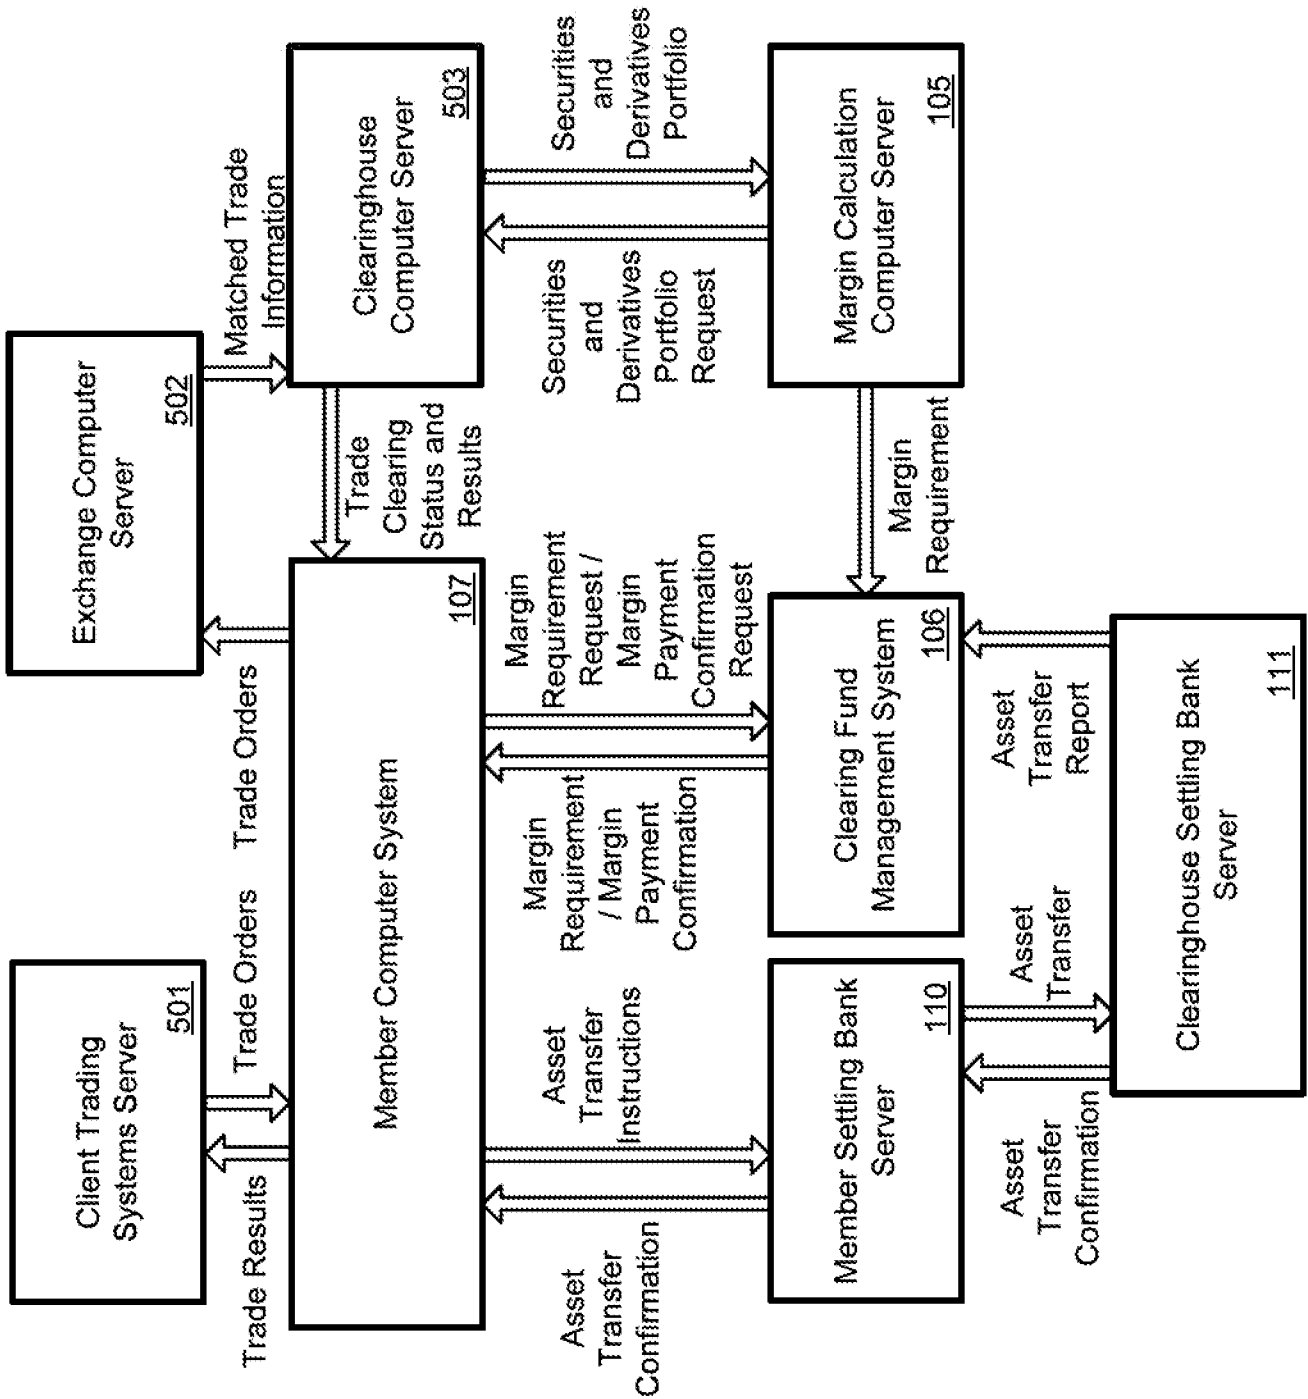 Client Trading
Systems Server
501
Exchange Computer
Server
502
Trade Results
Trade Orders
Trade Orders
Matched Trade
Information
Member Computer System
107
Trade
Clearing
Status and
Results
Clearinghouse
Computer Server
503
Asset
Transfer
Confirmation
Asset
Transfer
Instructions
Margin
Requirement
/ Margin
Payment
Confirmation
Margin
Requirement
Request /
Margin
Payment
Confirmation
Request
Securities
and
Derivatives
Portfolio
Request
Securities
and
Derivatives
Portfolio
Member Settling Bank
Server
110
Clearing Fund
Management System
106
Margin
Requirement
Margin Calculation
Computer Server
105
Asset
Transfer
Confirmation
Asset
Transfer
Asset
Transfer
Report
Clearinghouse Settling Bank
Server
111